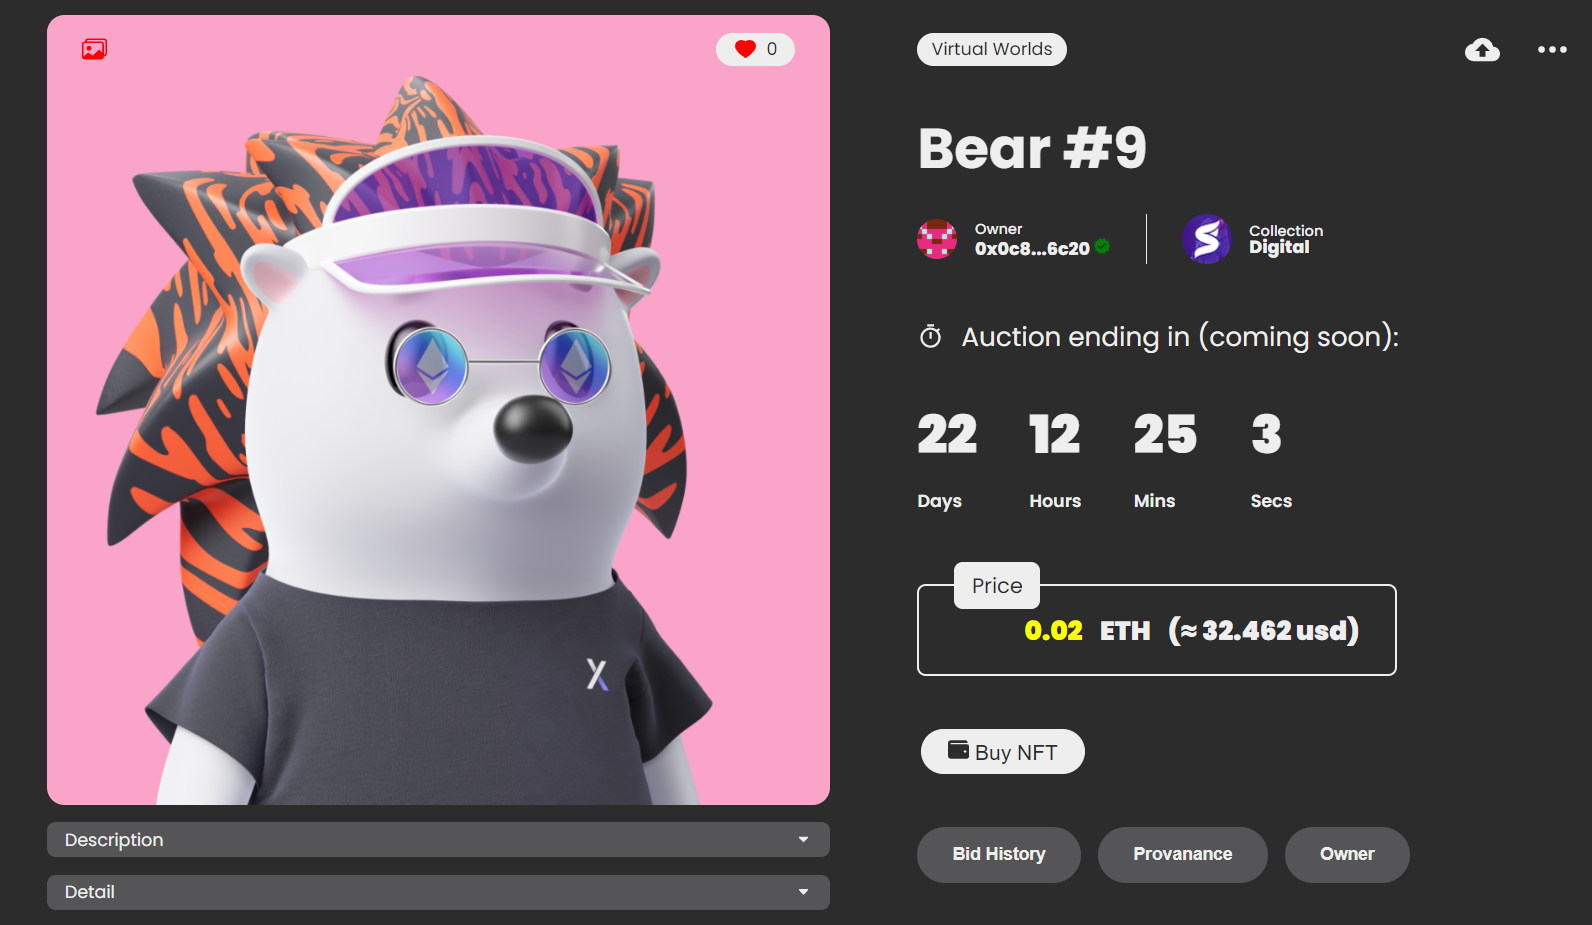 0
Virtual Worlds
Bear #9
Owner
0x0c8...6c20
Collection
Digital
Auction ending in (coming soon):
22 12 25 3
Days Hours Mins Secs
Price
0.02 ETH (≈ 32.462 usd)
Buy NFT
Bid History Provanance Owner
Description
Detail